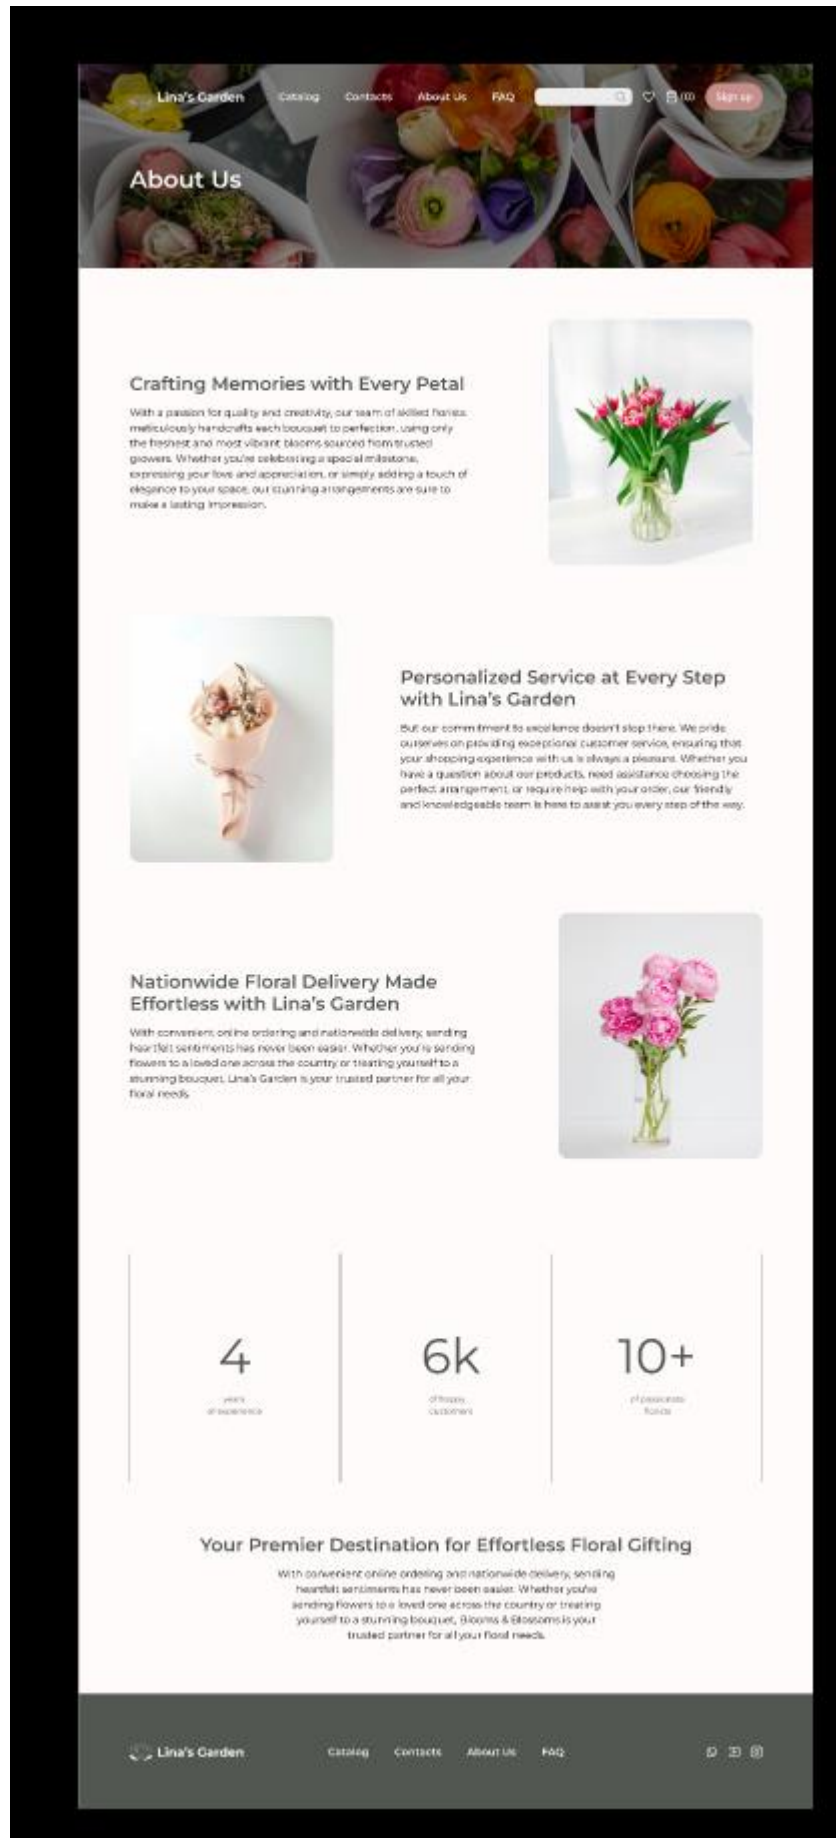 Lina's Garden Catalog Contacts About Us FAQ (0) Sign up
About Us
Crafting Memories with Every Petal
With a passion for quality and creativity, our team of skilled florists
meticulously handcrafts each bouquet to perfection, using only
the freshest and most vibrant blooms sourced from trusted
growers. Whether you're celebrating a special milestone,
expressing your love and appreciation, or simply adding a touch of
elegance to your space, our stunning arrangements are sure to
make a lasting impression.
Personalized Service at Every Step
with Lina's Garden
But our commitment to excellence doesn't stop there. We pride
ourselves on providing exceptional customer service, ensuring that
your shopping experience with us is always a pleasure. Whether you
have a question about our products, need assistance choosing the
perfect arrangement, or require help with your order, our friendly
and knowledgeable team is here to assist you every step of the way.
Nationwide Floral Delivery Made
Effortless with Lina's Garden
With convenient online ordering and nationwide delivery, sending
heartfelt sentiments has never been easier. Whether you're sending
flowers to a loved one across the country or treating yourself to a
stunning bouquet, Lina's Garden is your trusted partner for all your
floral needs.
4
years
of experience
6k
of happy
customers
10+
of passionate
florists
Your Premier Destination for Effortless Floral Gifting
With convenient online ordering and nationwide delivery, sending
heartfelt sentiments has never been easier. Whether you're
sending flowers to a loved one across the country or treating
yourself to a stunning bouquet, Blooms & Blossoms is your
trusted partner for all your floral needs.
Lina's Garden Catalog Contacts About Us FAQ